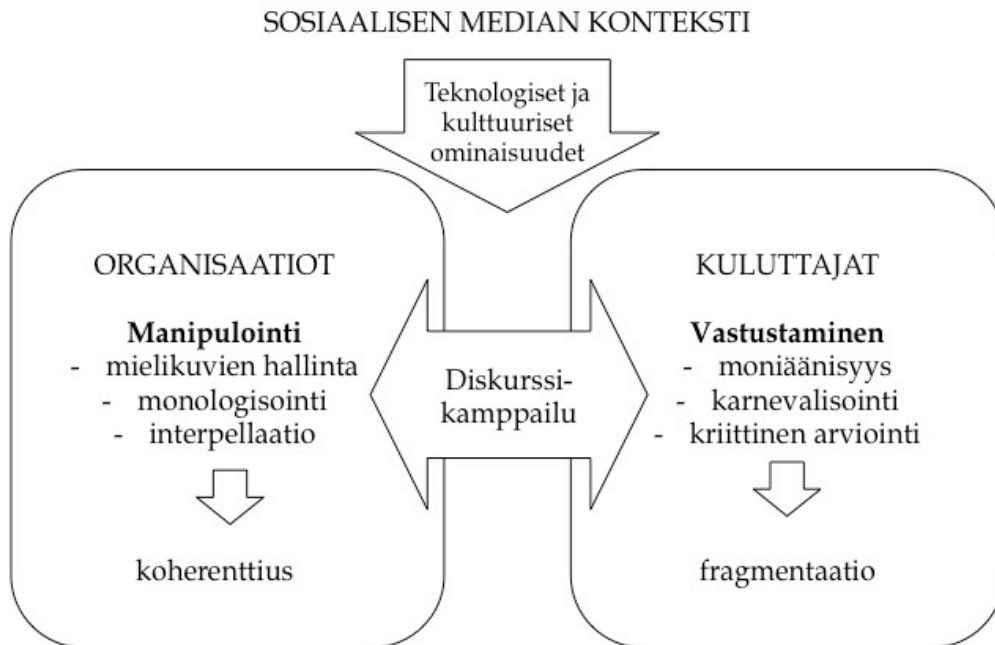 SOSIAALISEN MEDIAN KONTEKSTI
Teknologiset ja
kulttuuriset
ominaisuudet
ORGANISAATIOT
Manipulointi
- mielikuvien hallinta
- monologisointi
- interpellaatio
koherenttius
Diskurssi-
kamppailu
KULUTTAJAT
Vastustaminen
- moniäänisyys
- karnevalisointi
- kriittinen arviointi
fragmentaatio